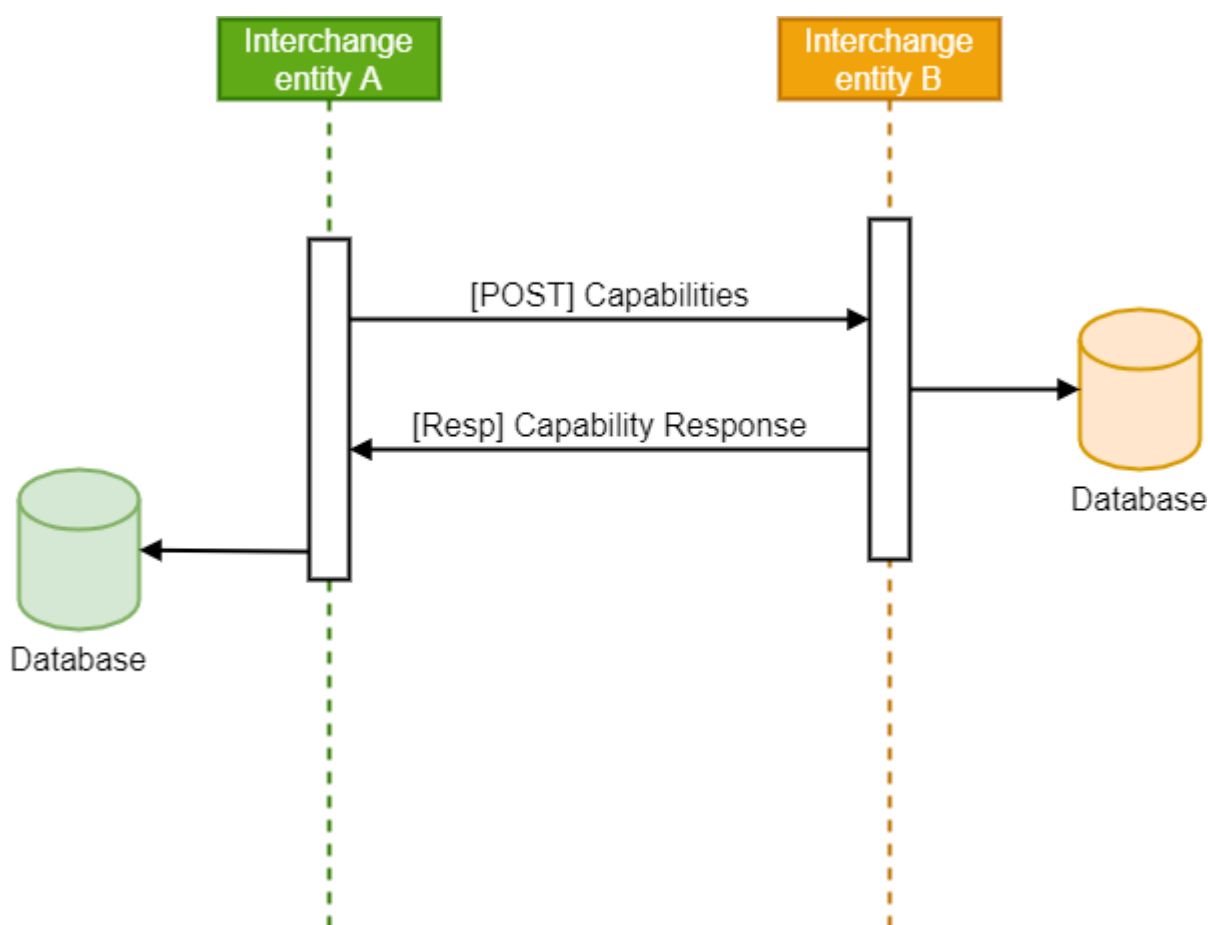 Interchange
entity A
Interchange
entity B
[POST] Capabilities
[Resp] Capability Response
Database
Database